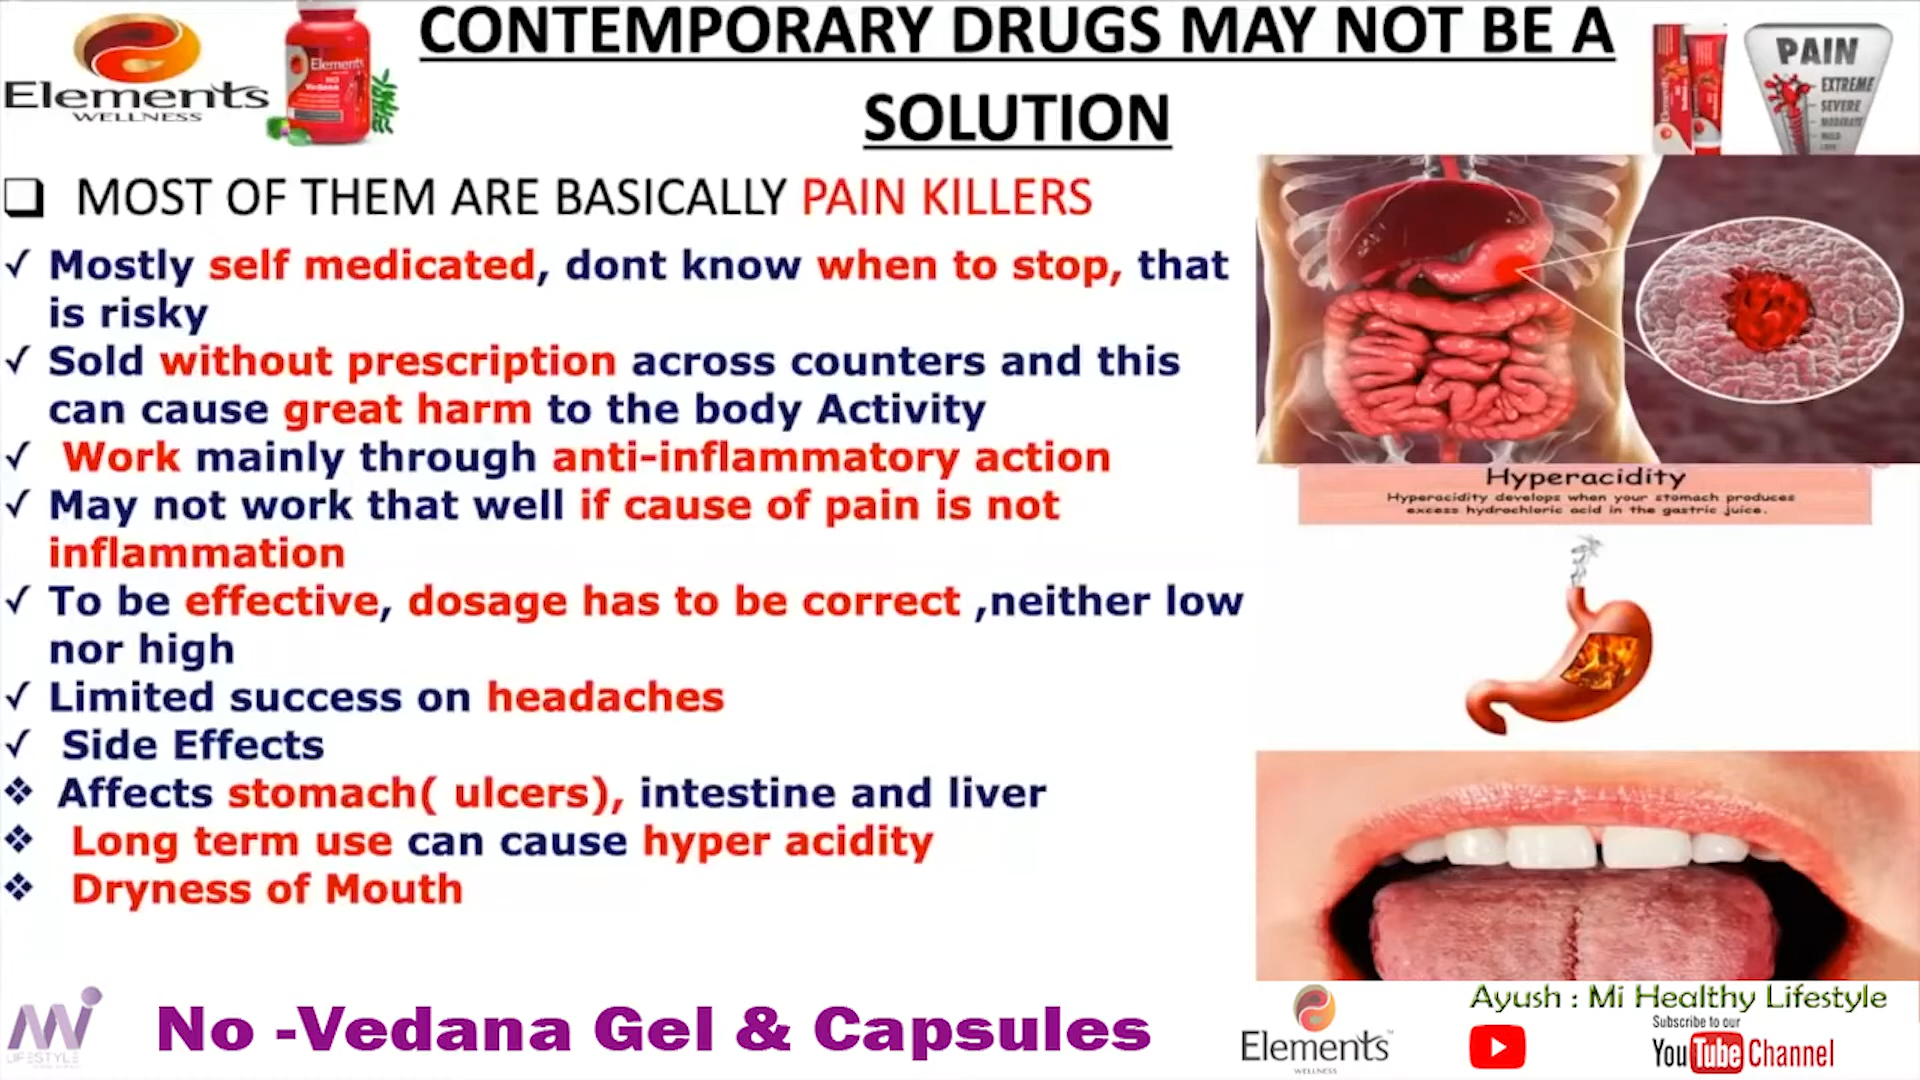 CONTEMPORARY DRUGS MAY NOT BE A
SOLUTION
Elements
WELLNESS
Elements
PAIN
EXTREME
SEVERE
MODERATE
MILD
MOST OF THEM ARE BASICALLY PAIN KILLERS
✓ Mostly self medicated, dont know when to stop, that
is risky
✓ Sold without prescription across counters and this
can cause great harm to the body Activity
✓ Work mainly through anti-inflammatory action
✓ May not work that well if cause of pain is not
inflammation
✓ To be effective, dosage has to be correct ,neither low
nor high
✓ Limited success on headaches
✓ Side Effects
❖ Affects stomach( ulcers), intestine and liver
❖ Long term use can cause hyper acidity
❖ Dryness of Mouth
Hyperacidity
Hyperacidity develops when your stomach produces
excess hydrochloric acid in the gastric juice.
LIFESTYLE
No -Vedana Gel & Capsules
Elements
WELLNESS
Ayush : Mi Healthy Lifestyle
Subscribe to our
YouTube Channel